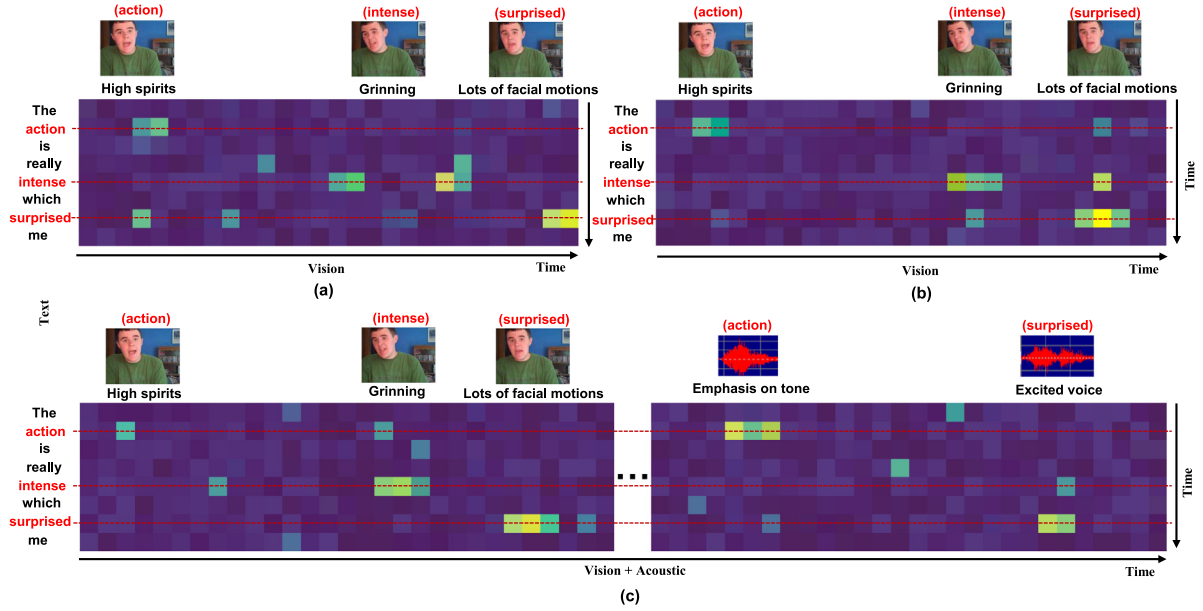 (action) (intense) (surprised)
High spirits Grinning Lots of facial motions
The
action
is
really
intense
which
surprised
me
Vision Time
(a)
(action) (intense) (surprised)
High spirits Grinning Lots of facial motions
The
action
is
really
intense
which
surprised
me
Time
Vision Time
(b)
Text
(action) (intense) (surprised) (action) (surprised)
High spirits Grinning Lots of facial motions Emphasis on tone Excited voice
The
action
is
really
intense
which
surprised
me
...
Time
Vision + Acoustic Time
(c)